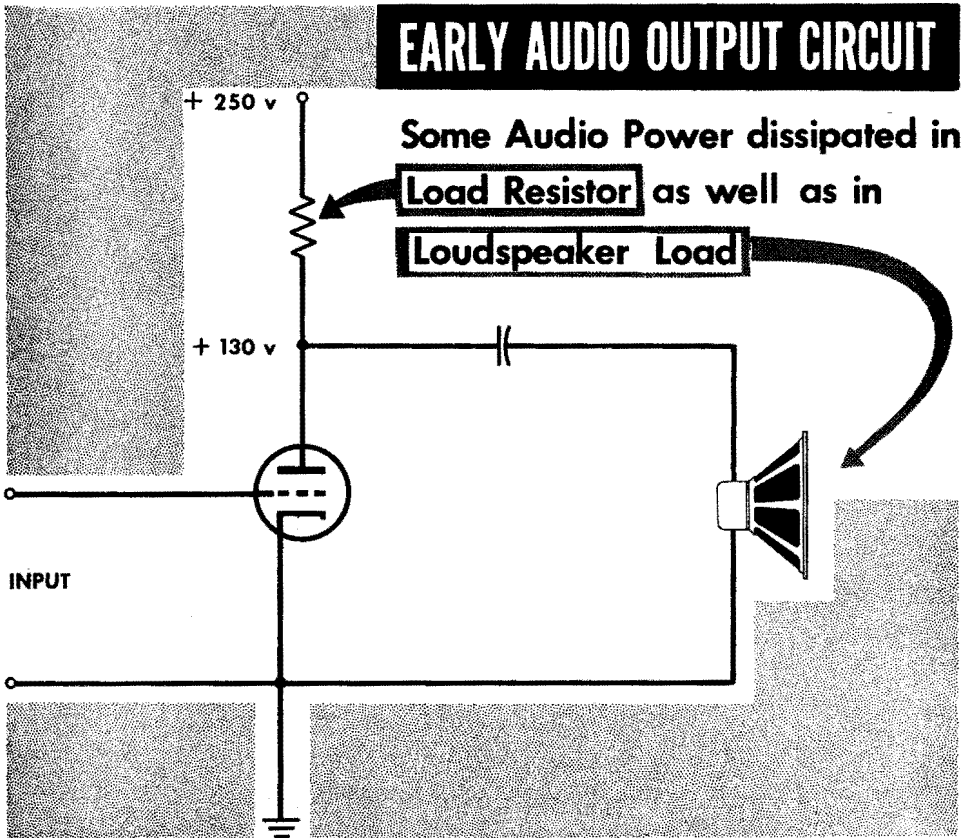 EARLY AUDIO OUTPUT CIRCUIT
+ 250 v
Some Audio Power dissipated in
Load Resistor as well as in
Loudspeaker Load
+ 130 v
INPUT